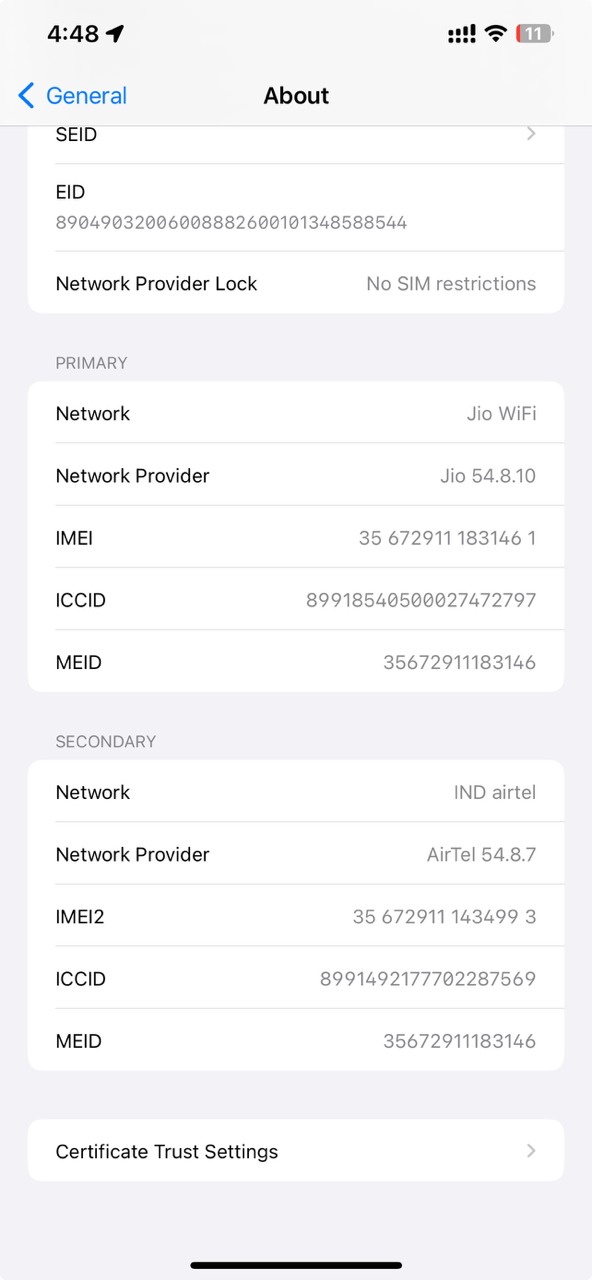 4:48
11
General
About
SEID
EID
89049032006008882600101348588544
Network Provider Lock
No SIM restrictions
PRIMARY
Network
Jio WiFi
Network Provider
Jio 54.8.10
IMEI
35 672911 183146 1
ICCID
89918540500027472797
MEID
35672911183146
SECONDARY
Network
IND airtel
Network Provider
AirTel 54.8.7
IMEI2
35 672911 143499 3
ICCID
8991492177702287569
MEID
35672911183146
Certificate Trust Settings